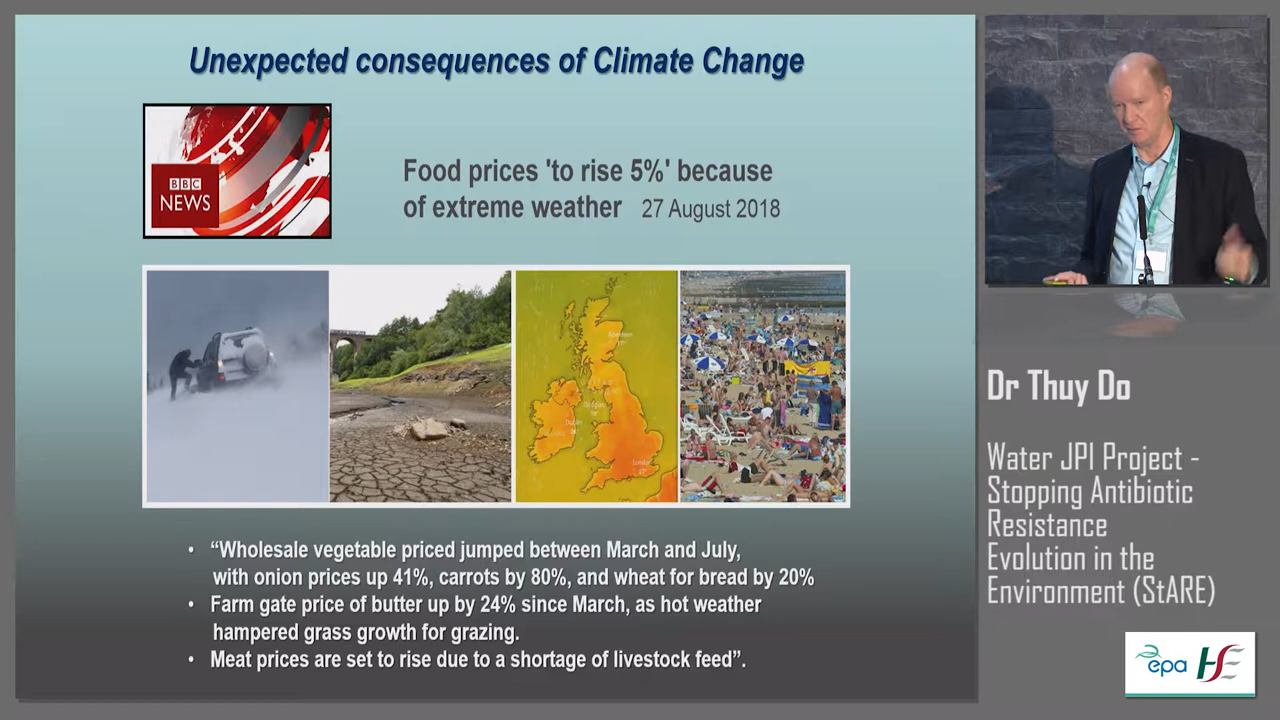 Unexpected consequences of Climate Change
BBC
NEWS
Food prices 'to rise 5%' because
of extreme weather 27 August 2018
Aberdeen
Dublin
London
• “Wholesale vegetable priced jumped between March and July,
with onion prices up 41%, carrots by 80%, and wheat for bread by 20%
• Farm gate price of butter up by 24% since March, as hot weather
hampered grass growth for grazing.
• Meat prices are set to rise due to a shortage of livestock feed”.
Dr Thuy Do
Water JPI Project -
Stopping Antibiotic
Resistance
Evolution in the
Environment (StARE)
epa HSE